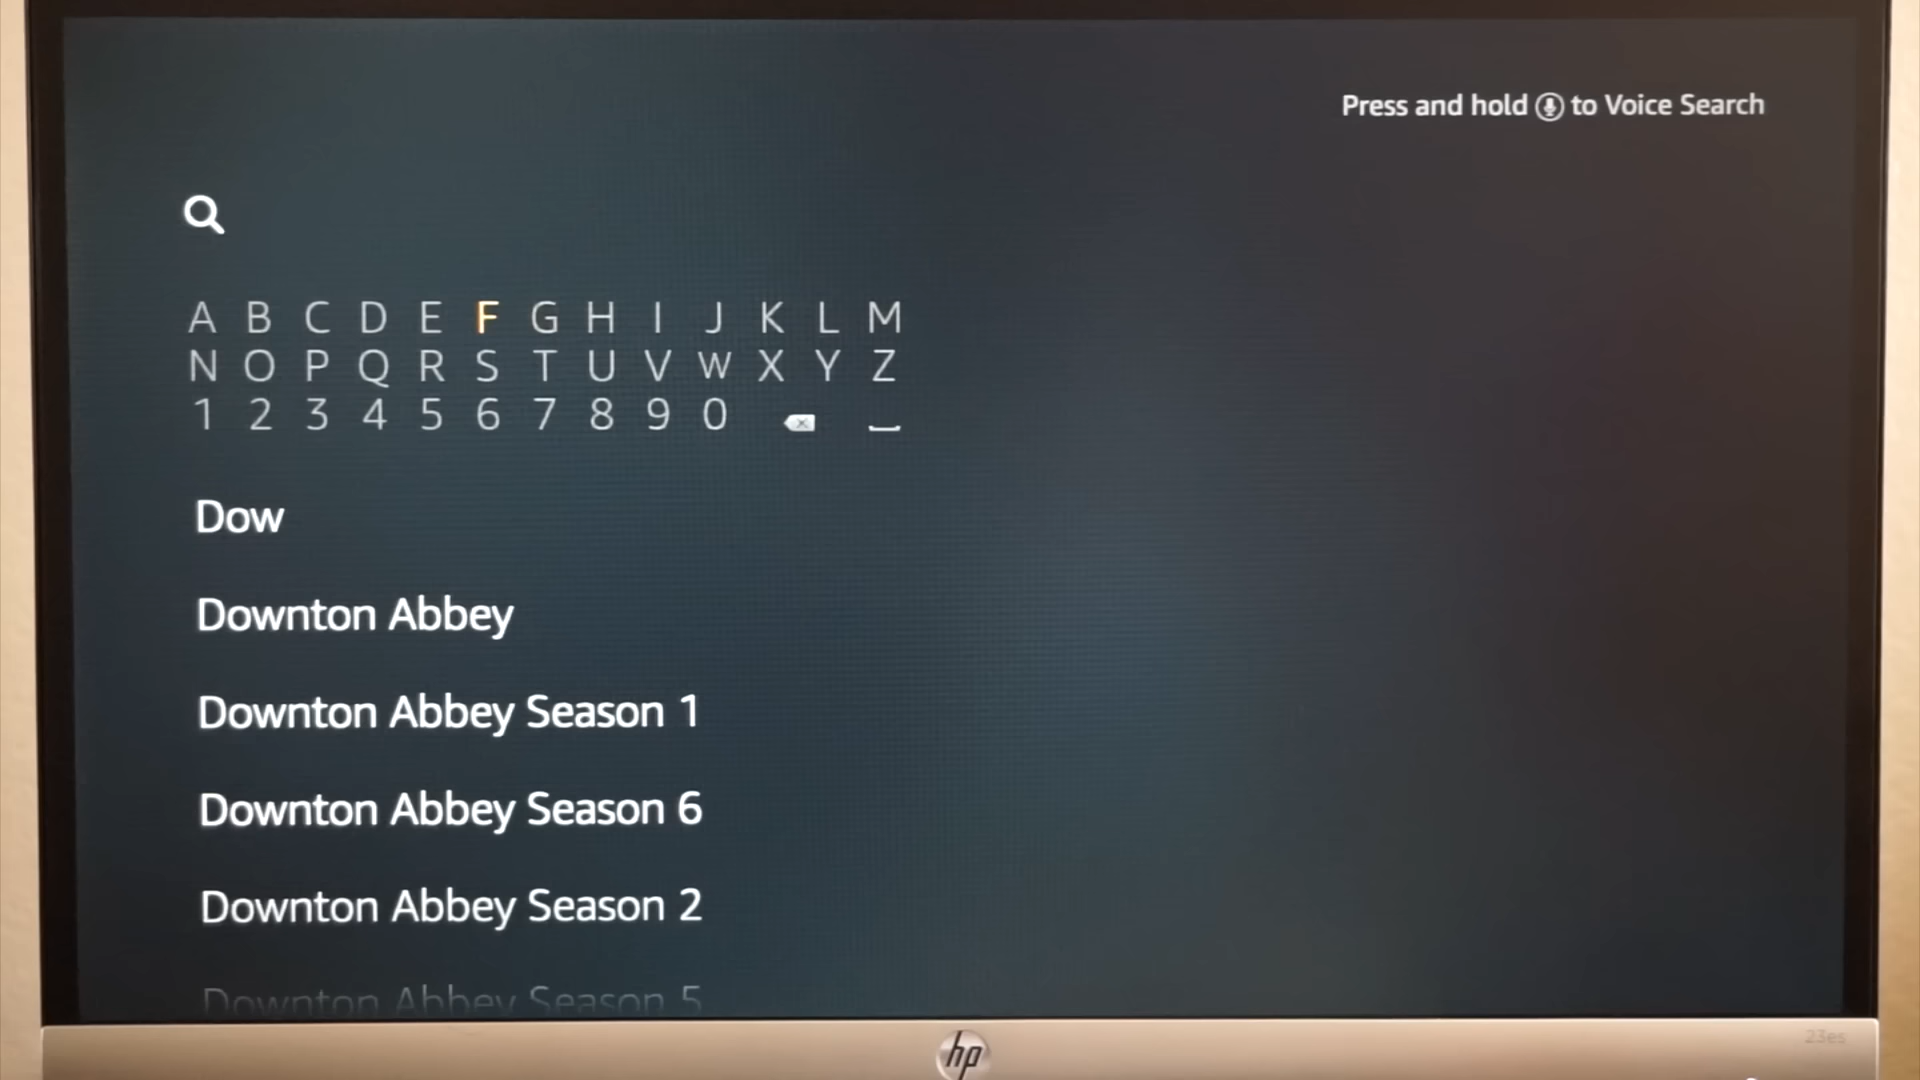 Press and hold to Voice Search
A B C D E F G H I J K L M
N O P Q R S T U V W X Y Z
1 2 3 4 5 6 7 8 9 0
Dow
Downton Abbey
Downton Abbey Season 1
Downton Abbey Season 6
Downton Abbey Season 2
Downton Abbey Season 5
hp
23es